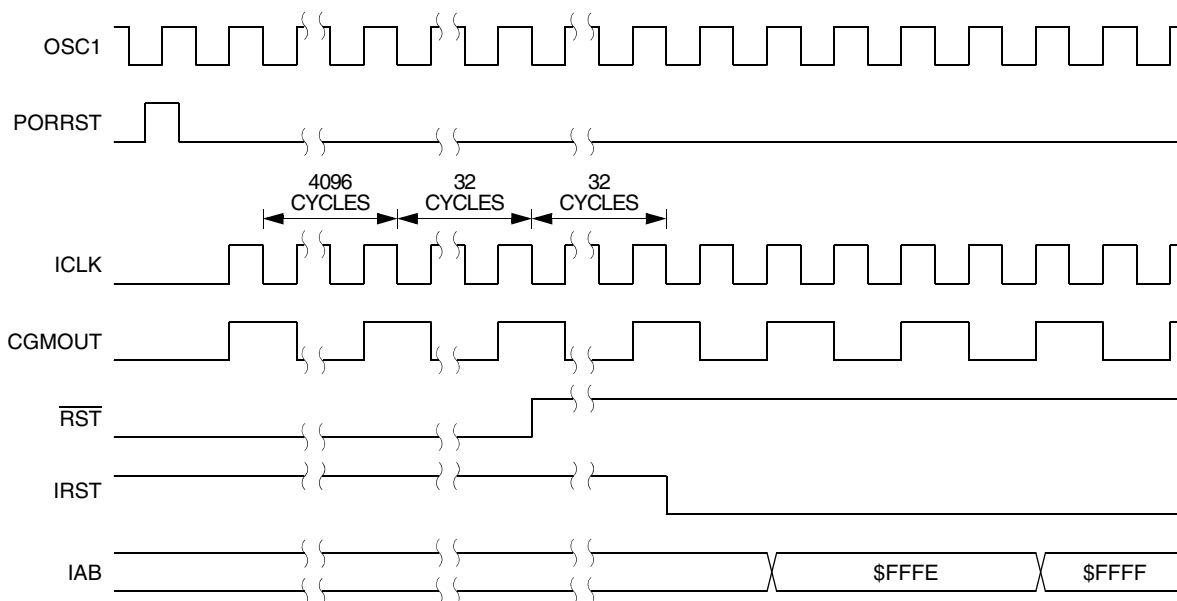 OSC1
PORRST
4096
CYCLES
32
CYCLES
32
CYCLES
ICLK
CGMOUT
RST
IRST
IAB
$FFFE
$FFFF